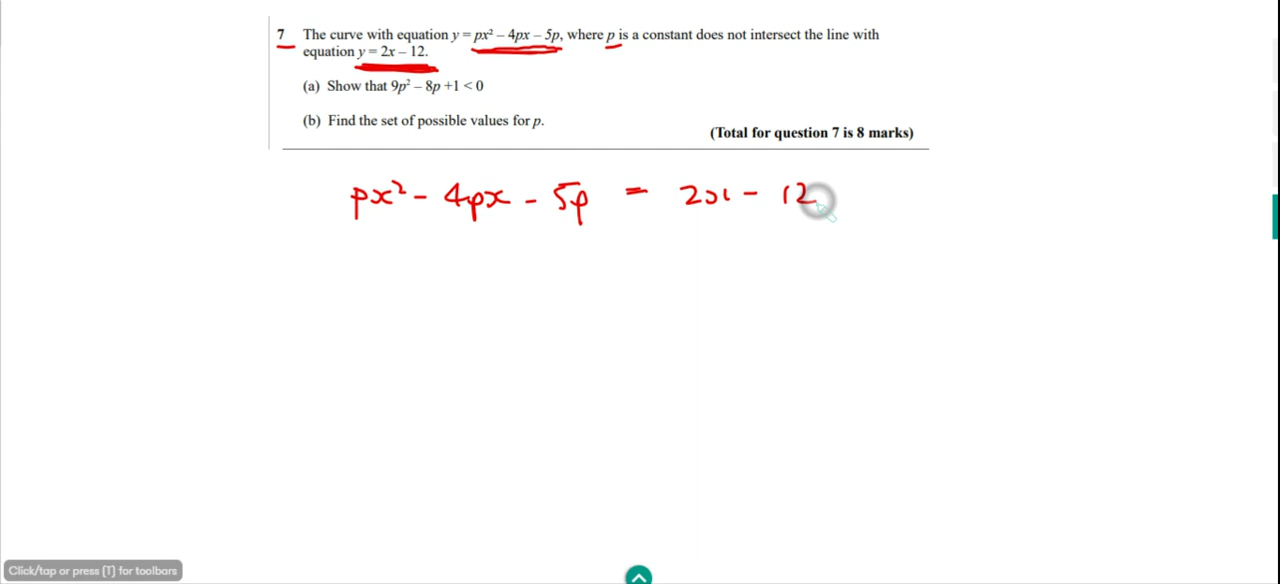 7 The curve with equation y = px² – 4px – 5p, where p is a constant does not intersect the line with
equation y = 2x – 12.
(a) Show that 9p² – 8p +1 < 0
(b) Find the set of possible values for p.
(Total for question 7 is 8 marks)
px² - 4px - 5p = 2x - 12
Click/tap or press [T] for toolbars